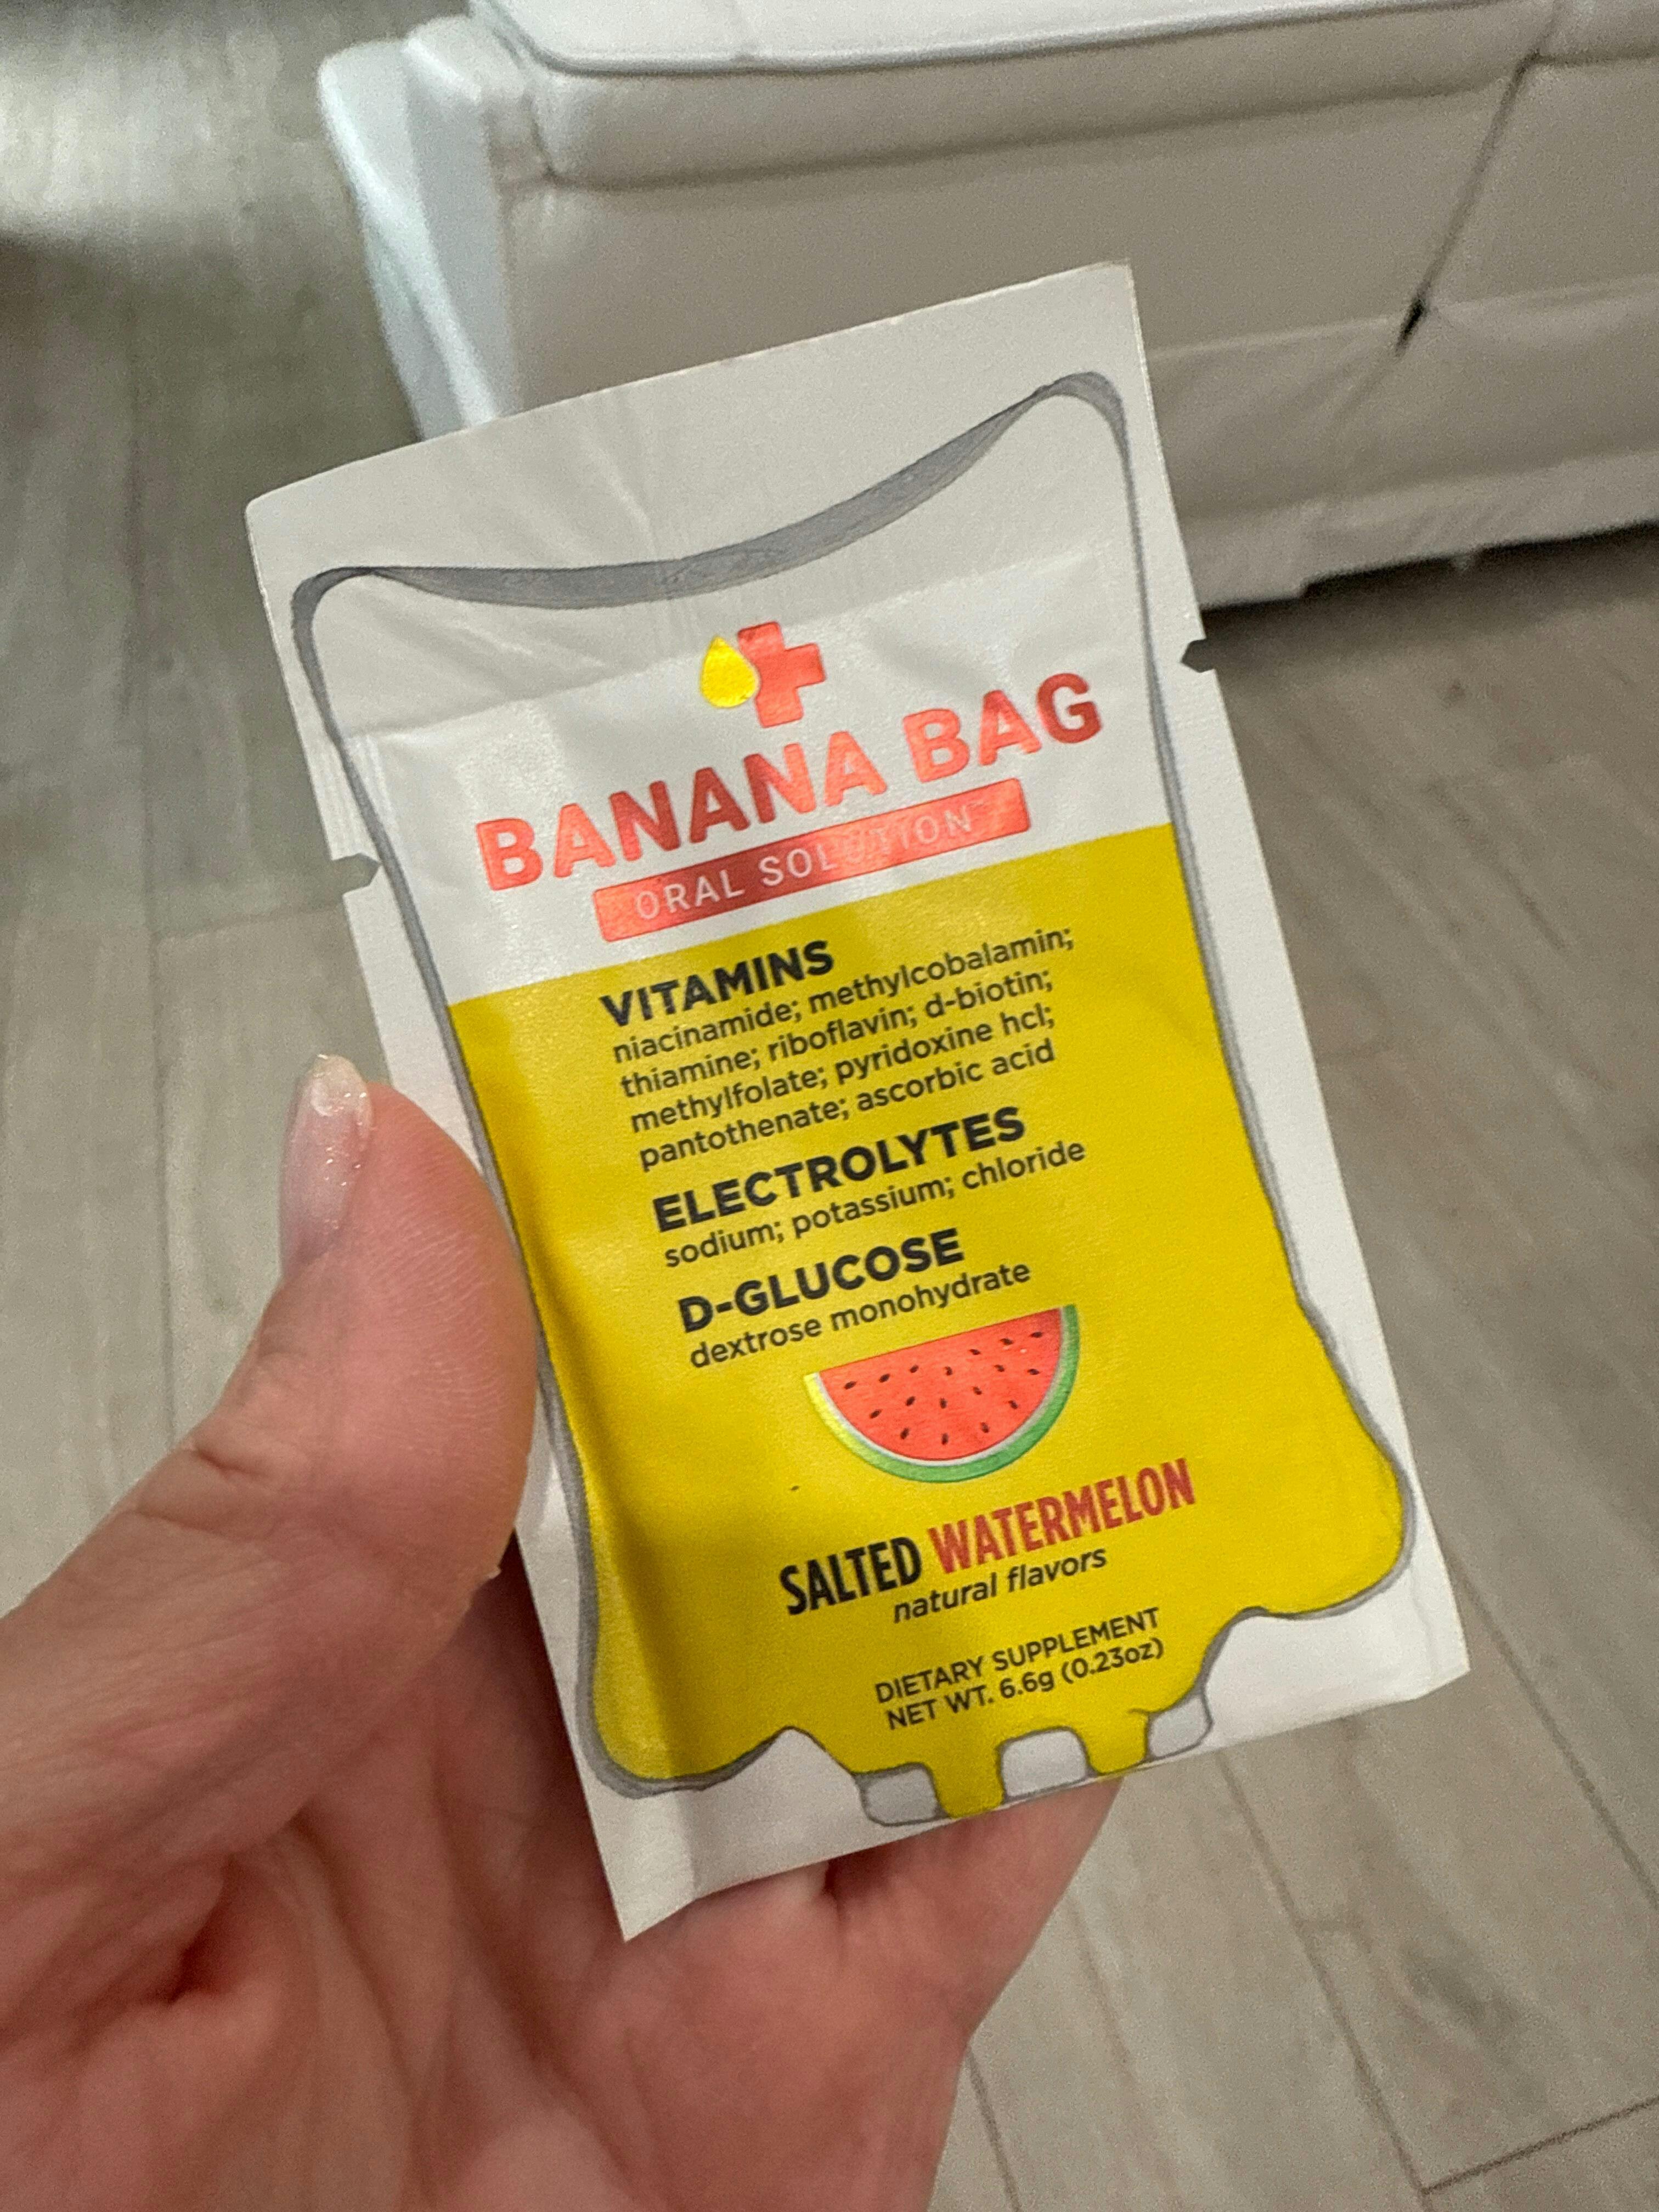 BANANA BAG
ORAL SOLUTION
VITAMINS
niacinamide; methylcobalamin;
thiamine; riboflavin; d-biotin;
methylfolate; pyridoxine hcl;
pantothenate; ascorbic acid
ELECTROLYTES
sodium; potassium; chloride
D-GLUCOSE
dextrose monohydrate
SALTED WATERMELON
natural flavors
DIETARY SUPPLEMENT
NET WT. 6.6g (0.23oz)